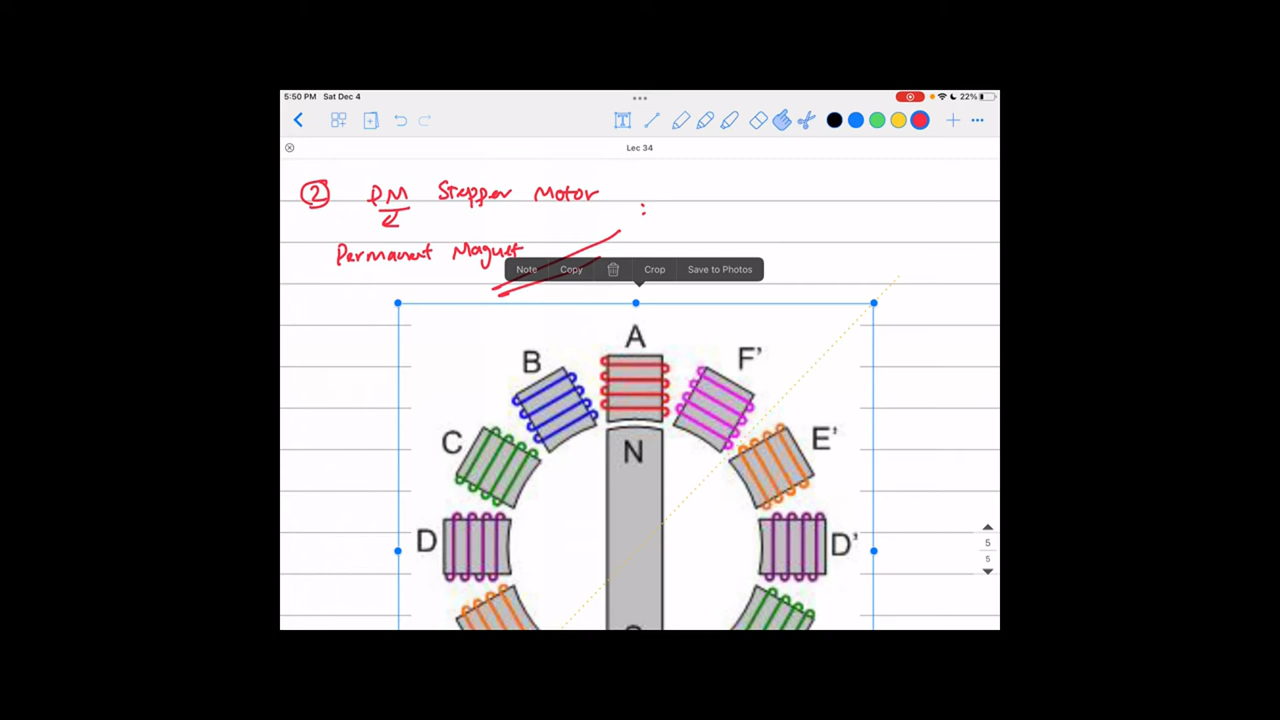 5:50 PM Sat Dec 4
22%
Lec 34
② PM Stepper Motor :
Permanent Magnet
Note Copy Crop Save to Photos
A
B
F’
C
E’
N
D
D’
5
5